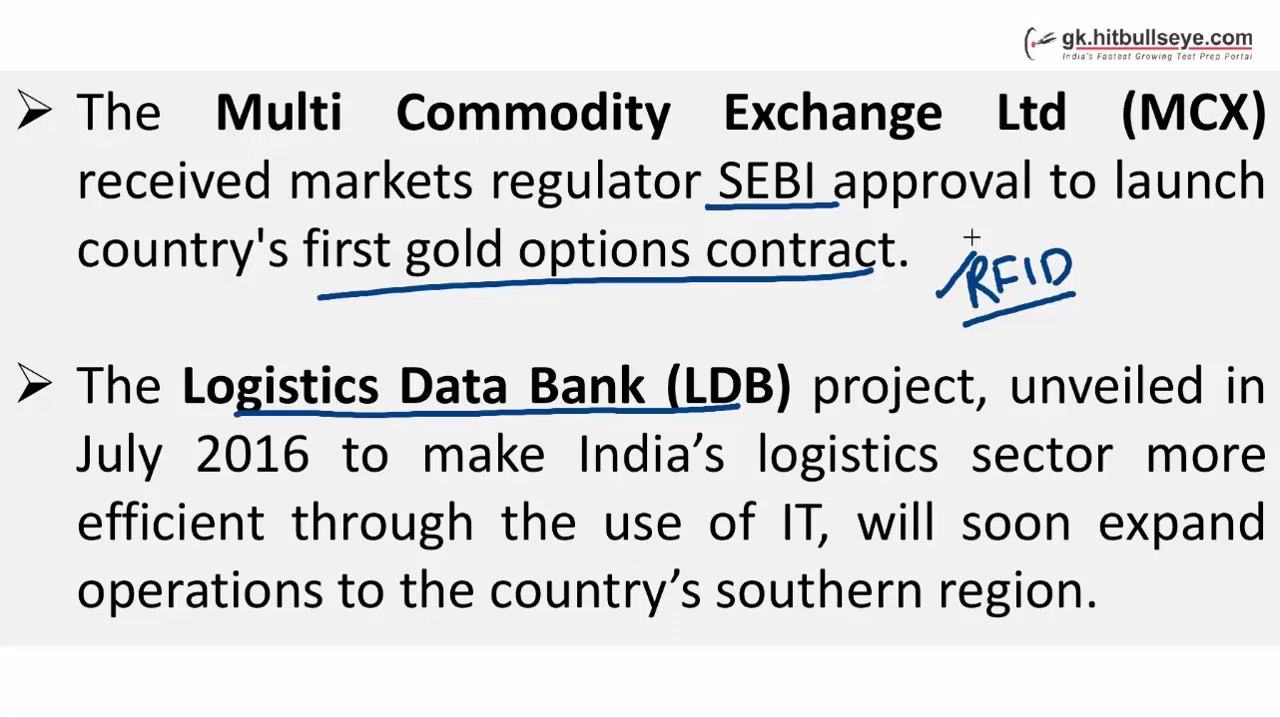 gk.hitbullseye.com
India's Fastest Growing Test Prep Portal
➢ The Multi Commodity Exchange Ltd (MCX)
received markets regulator SEBI approval to launch
country's first gold options contract.
RFID
➢ The Logistics Data Bank (LDB) project, unveiled in
July 2016 to make India’s logistics sector more
efficient through the use of IT, will soon expand
operations to the country’s southern region.